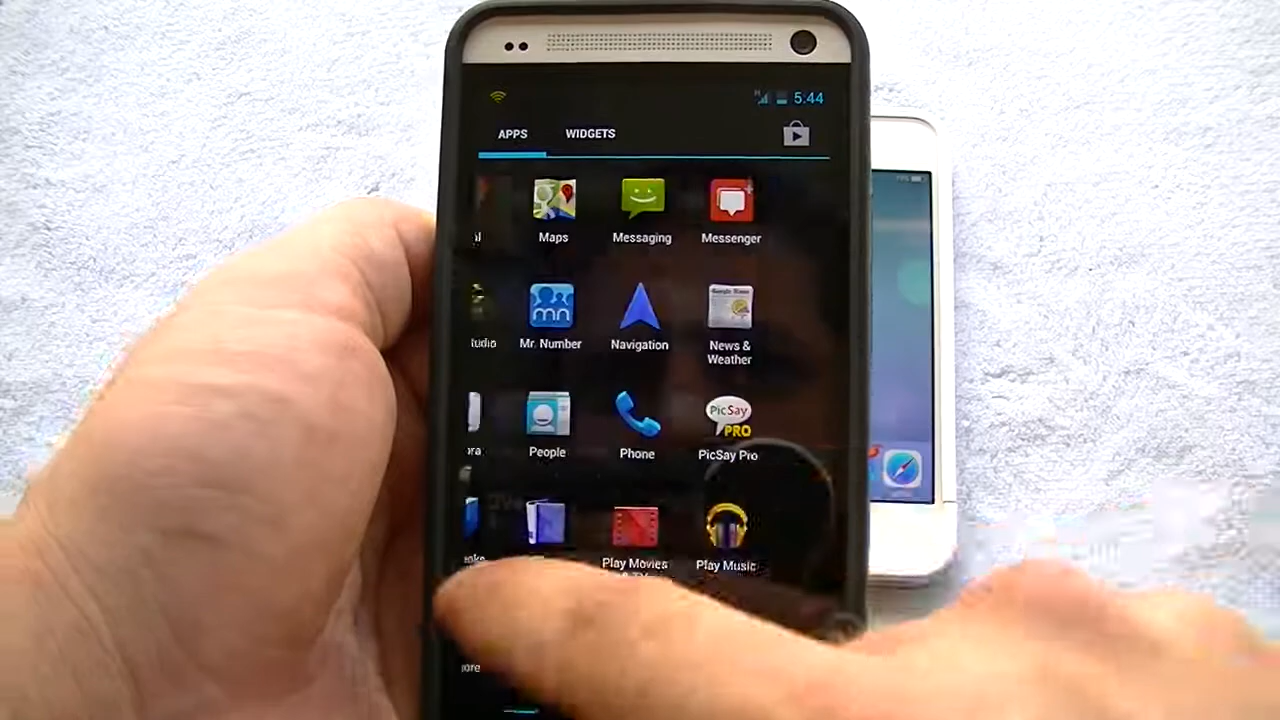 5:44
APPS WIDGETS
Maps Messaging Messenger
mn
Mr. Number Navigation News &
Weather
PicSay
PRO
People Phone PicSay Pro
Play Movies Play Music